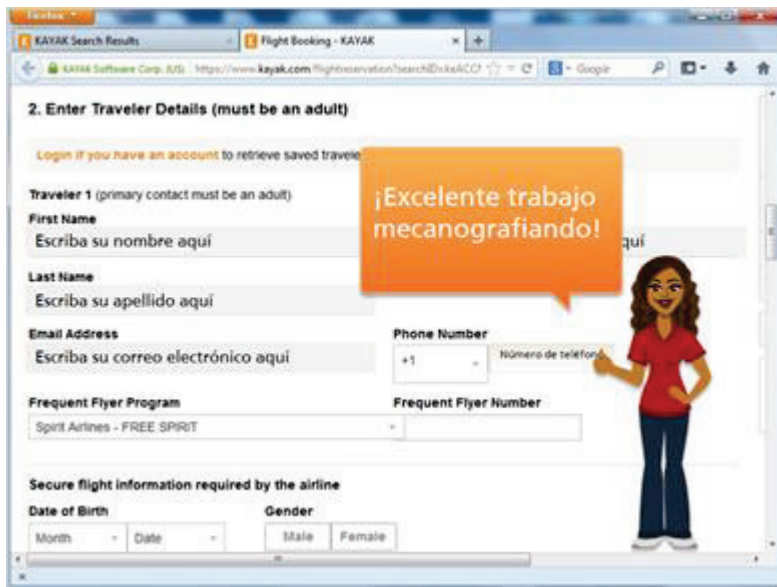 Firefox
KAYAK Search Results
Flight Booking - KAYAK
KAYAK Software Corp. (US)
https://www.kayak.com/flightreservation?searchID=
Google
2. Enter Traveler Details (must be an adult)
Login if you have an account to retrieve saved travele
¡Excelente trabajo
mecanografiando!
Traveler 1 (primary contact must be an adult)
First Name
Escriba su nombre aquí
quí
Last Name
Escriba su apellido aquí
Email Address
Phone Number
Escriba su correo electrónico aquí
+1
Número de teléfono
Frequent Flyer Program
Frequent Flyer Number
Spirit Airlines - FREE SPIRIT
Secure flight information required by the airline
Date of Birth
Gender
Month
Date
Male
Female